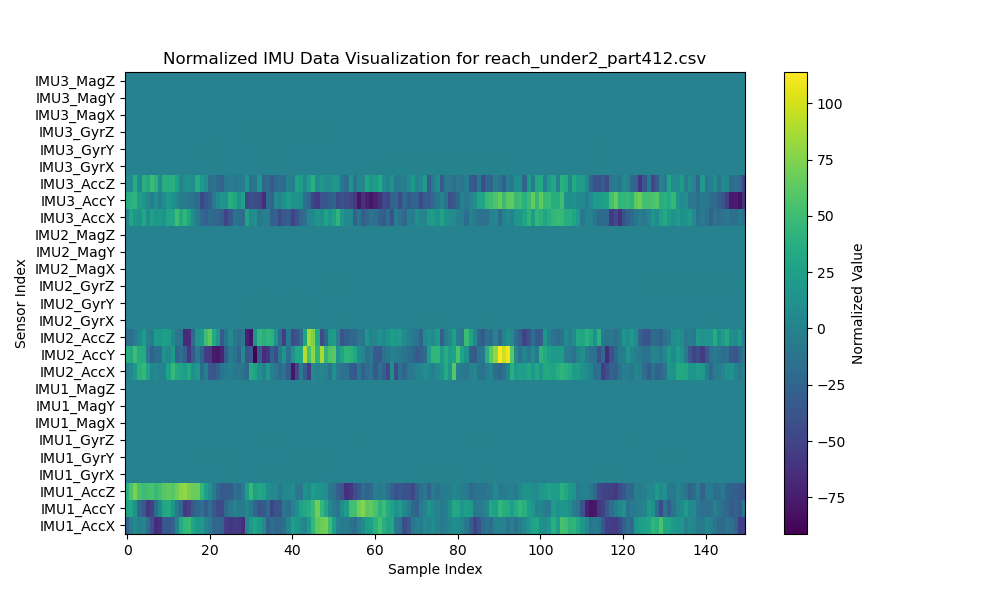 Normalized IMU Data Visualization for reach_under2_part412.csv
IMU3_MagZ
IMU3_MagY
IMU3_MagX
IMU3_GyrZ
IMU3_GyrY
IMU3_GyrX
IMU3_AccZ
IMU3_AccY
IMU3_AccX
IMU2_MagZ
IMU2_MagY
IMU2_MagX
IMU2_GyrZ
IMU2_GyrY
IMU2_GyrX
IMU2_AccZ
IMU2_AccY
IMU2_AccX
IMU1_MagZ
IMU1_MagY
IMU1_MagX
IMU1_GyrZ
IMU1_GyrY
IMU1_GyrX
IMU1_AccZ
IMU1_AccY
IMU1_AccX
Sensor Index
0 20 40 60 80 100 120 140
Sample Index
100
75
50
25
0
−25
−50
−75
Normalized Value